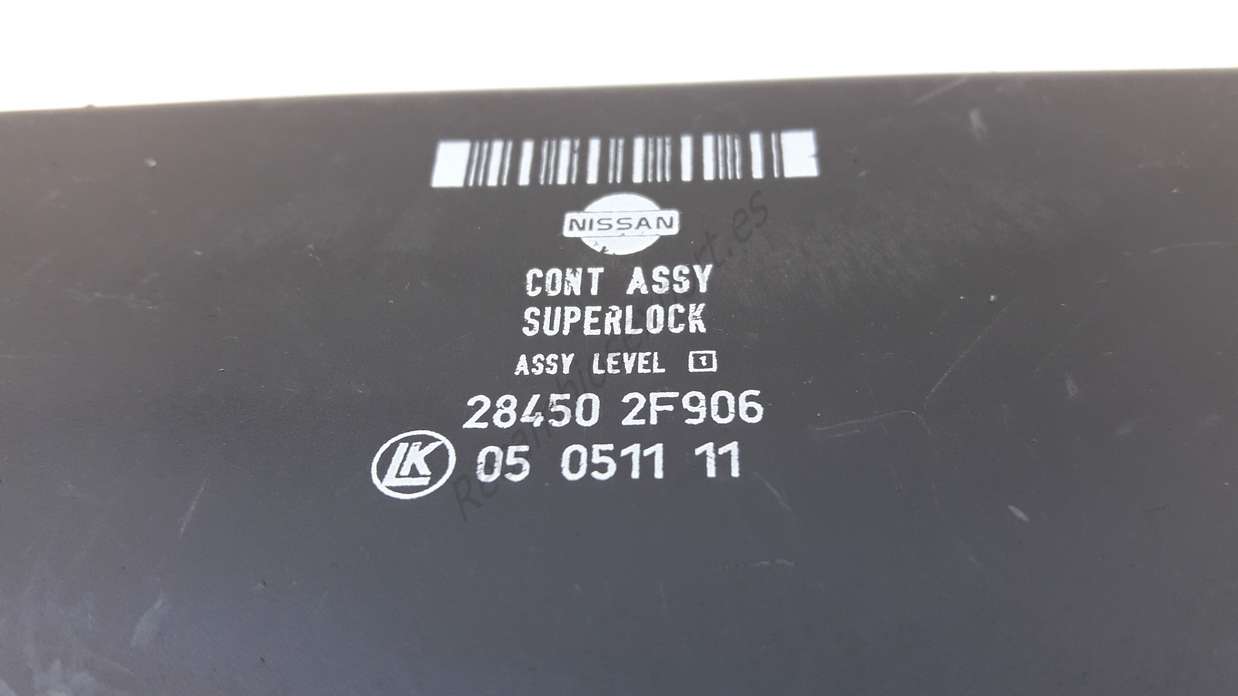 NISSAN
CONT ASSY
SUPERLOCK
ASSY LEVEL 1
28450 2F906
LK 05 0511 11